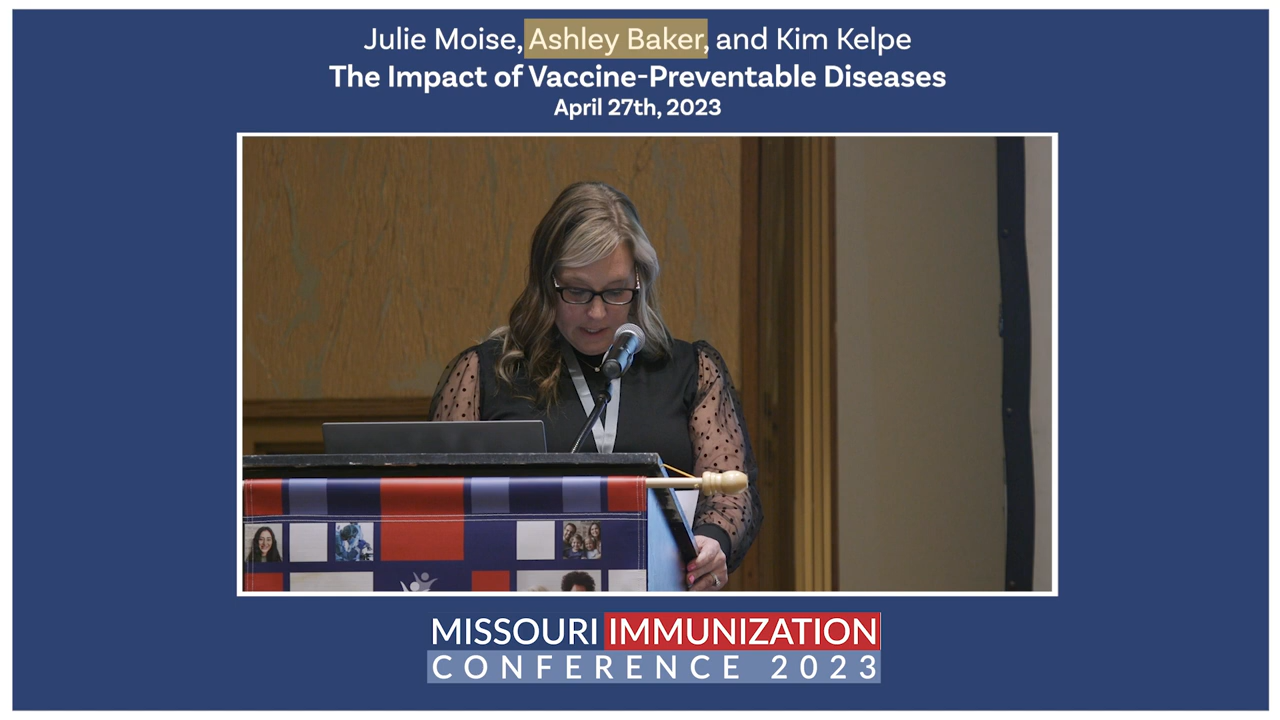 Julie Moise, Ashley Baker, and Kim Kelpe
The Impact of Vaccine-Preventable Diseases
April 27th, 2023
MISSOURI IMMUNIZATION
CONFERENCE 2023